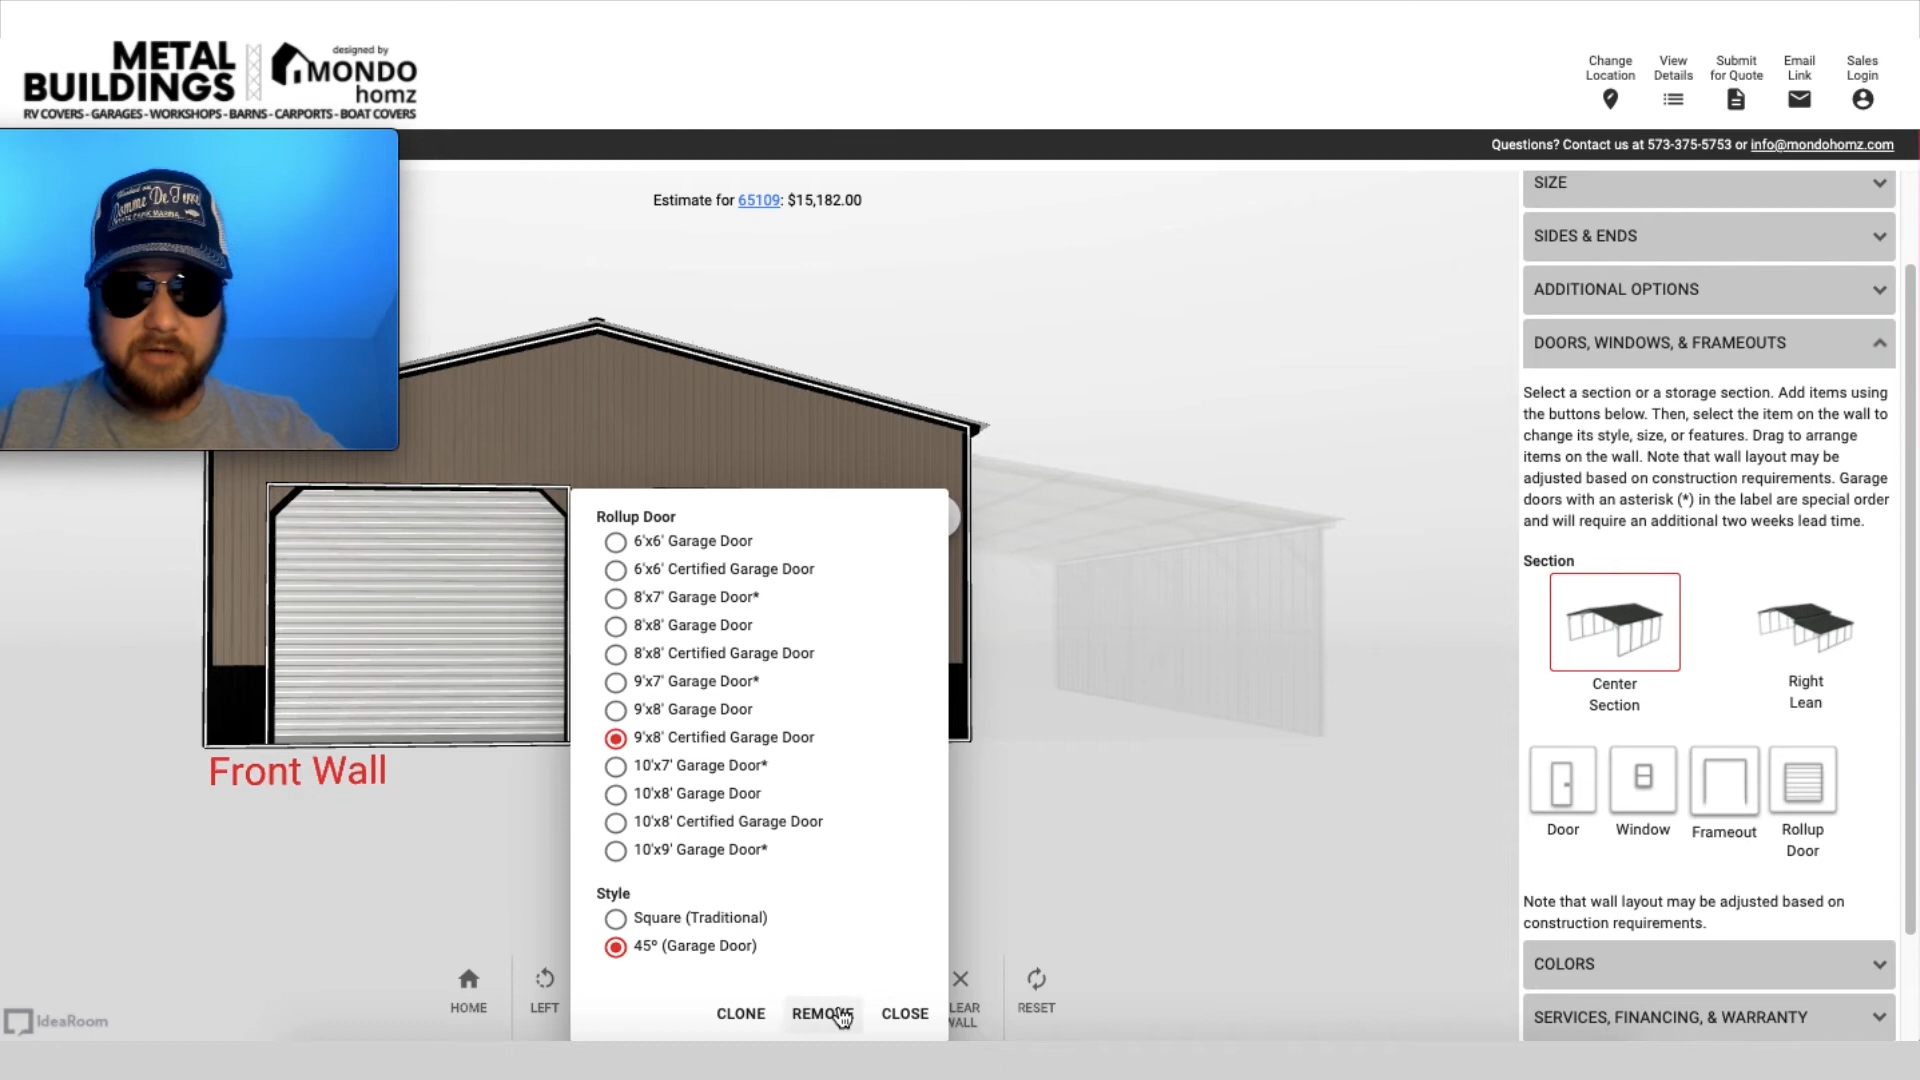 METAL
BUILDINGS
designed by
MONDO
homz
RV COVERS - GARAGES - WORKSHOPS - BARNS - CARPORTS - BOAT COVERS
Change
Location
View
Details
Submit
for Quote
Email
Link
Sales
Login
Questions? Contact us at 573-375-5753 or info@mondohomz.com
Pomme De Terre
STATE PARK MARINA
Estimate for 65109: $15,182.00
SIZE
SIDES & ENDS
ADDITIONAL OPTIONS
DOORS, WINDOWS, & FRAMEOUTS
Select a section or a storage section. Add items using
the buttons below. Then, select the item on the wall to
change its style, size, or features. Drag to arrange
items on the wall. Note that wall layout may be
adjusted based on construction requirements. Garage
doors with an asterisk (*) in the label are special order
and will require an additional two weeks lead time.
Section
Center
Section
Right
Lean
Door
Window
Frameout
Rollup
Door
Note that wall layout may be adjusted based on
construction requirements.
COLORS
SERVICES, FINANCING, & WARRANTY
Rollup Door
6'x6' Garage Door
6'x6' Certified Garage Door
8'x7' Garage Door*
8'x8' Garage Door
8'x8' Certified Garage Door
9'x7' Garage Door*
9'x8' Garage Door
9'x8' Certified Garage Door
10'x7' Garage Door*
10'x8' Garage Door
10'x8' Certified Garage Door
10'x9' Garage Door*
Style
Square (Traditional)
45º (Garage Door)
CLONE
REMOVE
CLOSE
Front Wall
HOME
LEFT
LEAR
WALL
RESET
IdeaRoom